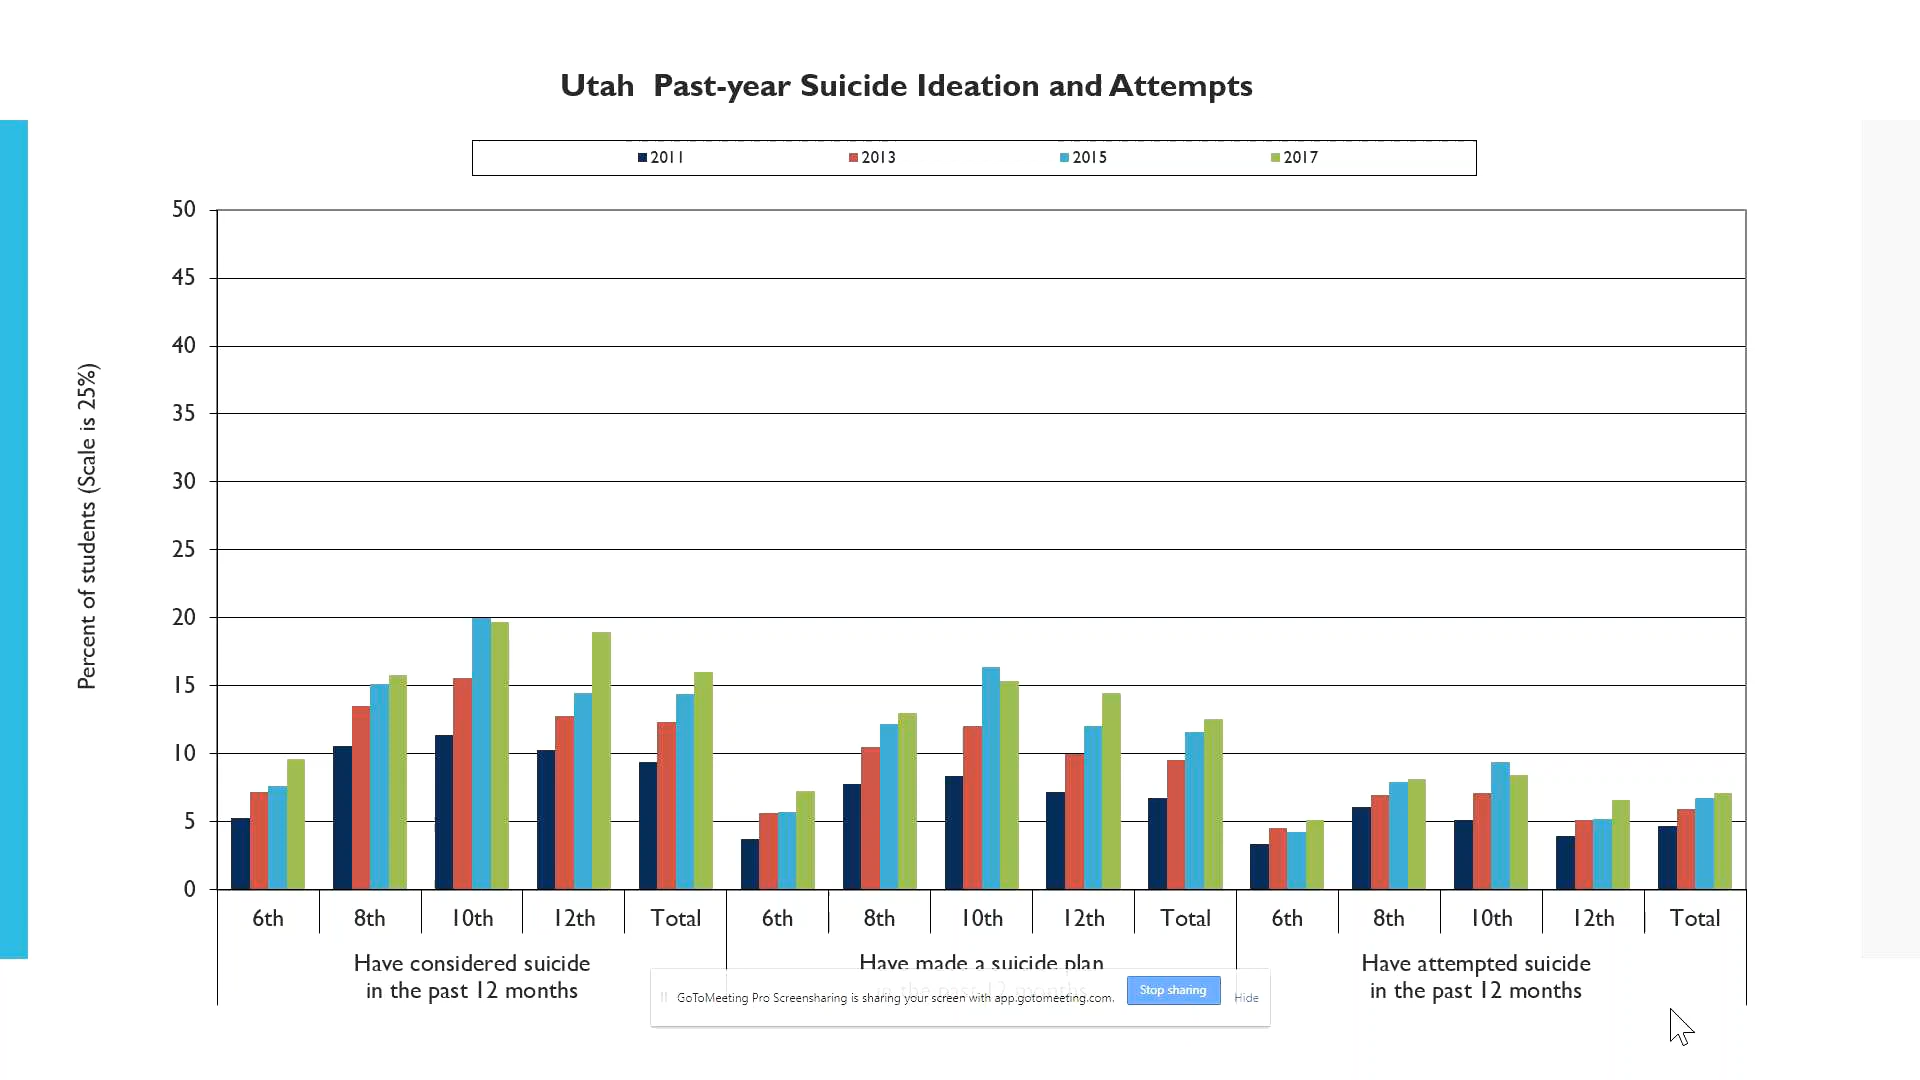 Utah Past-year Suicide Ideation and Attempts
2011 2013 2015 2017
Percent of students (Scale is 25%)
50
45
40
35
30
25
20
15
10
5
0
6th 8th 10th 12th Total 6th 8th 10th 12th Total 6th 8th 10th 12th Total
Have considered suicide
in the past 12 months
Have made a suicide plan
in the past 12 months
Have attempted suicide
in the past 12 months
GoToMeeting Pro Screensharing is sharing your screen with app.gotomeeting.com. Stop sharing Hide